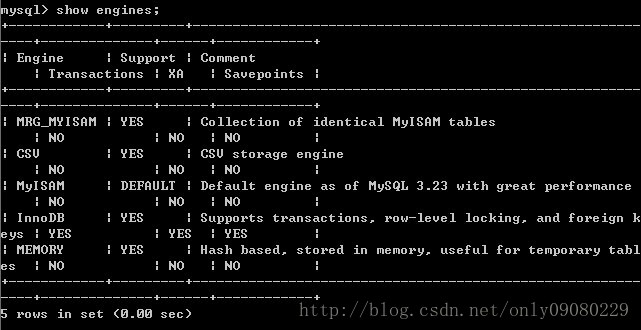 mysql> show engines;
+------------+---------+--------------------------------------------------------
----+--------------+------+------------+
| Engine     | Support | Comment
    | Transactions | XA   | Savepoints |
+------------+---------+--------------------------------------------------------
----+--------------+------+------------+
| MRG_MYISAM | YES     | Collection of identical MyISAM tables
    | NO           | NO   | NO         |
| CSV        | YES     | CSV storage engine
    | NO           | NO   | NO         |
| MyISAM     | DEFAULT | Default engine as of MySQL 3.23 with great performance
    | NO           | NO   | NO         |
| InnoDB     | YES     | Supports transactions, row-level locking, and foreign k
eys | YES          | YES  | YES        |
| MEMORY     | YES     | Hash based, stored in memory, useful for temporary tabl
es  | NO           | NO   | NO         |
+------------+---------+--------------------------------------------------------
----+--------------+------+------------+
5 rows in set (0.00 sec)
http://blog.csdn.net/only09080229